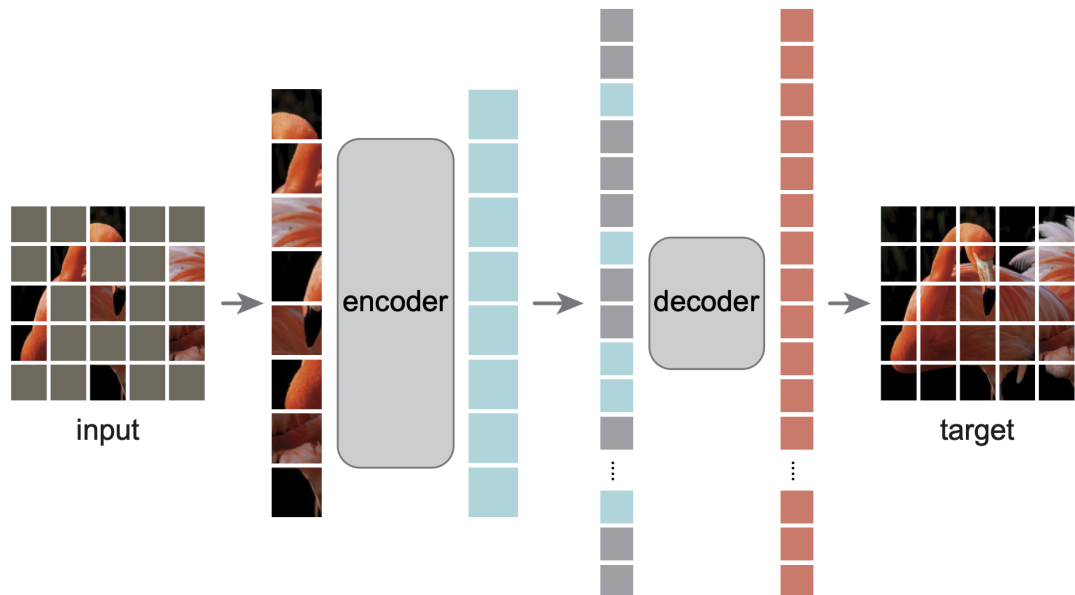 input
encoder
decoder
target